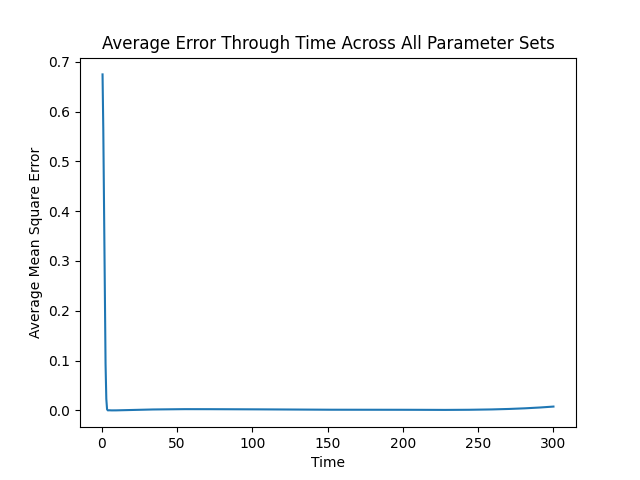 Average Error Through Time Across All Parameter Sets
Average Mean Square Error
0.7
0.6
0.5
0.4
0.3
0.2
0.1
0.0
0 50 100 150 200 250 300
Time